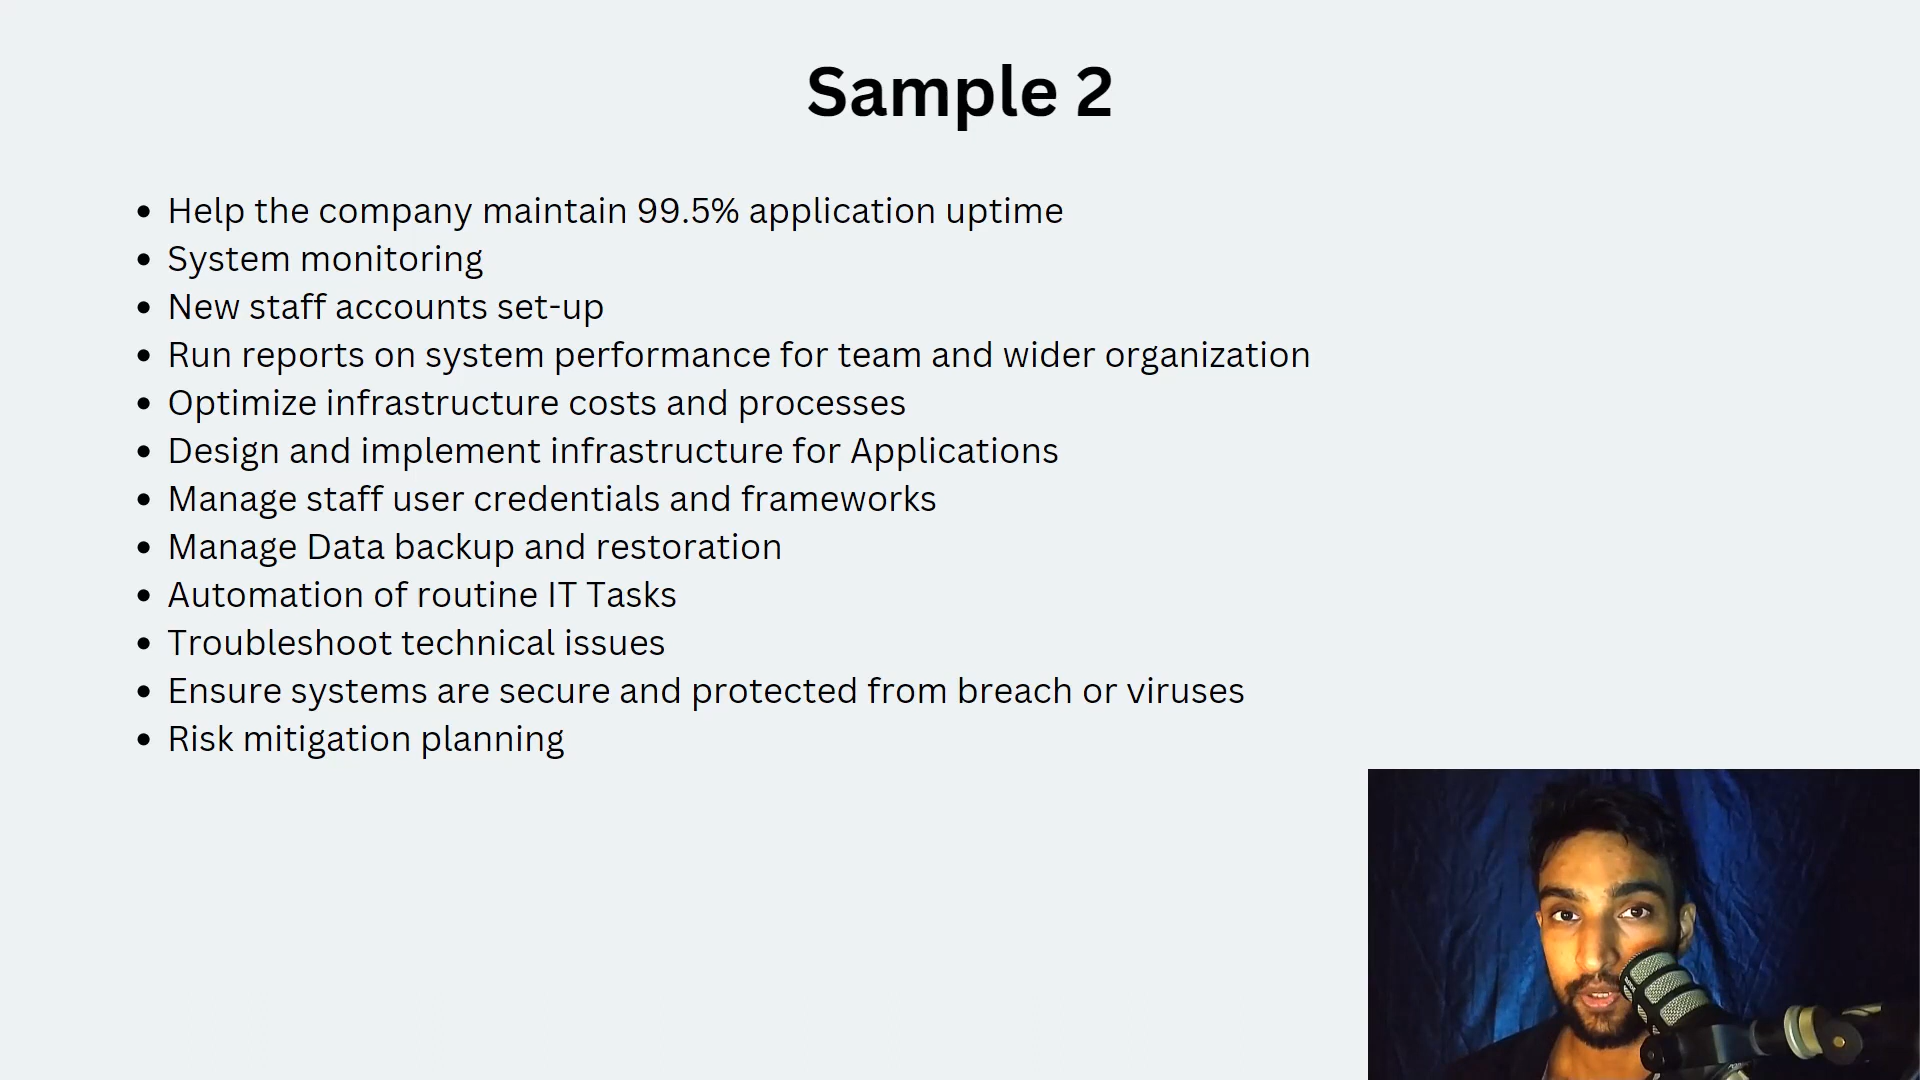 Sample 2
Help the company maintain 99.5% application uptime
System monitoring
New staff accounts set-up
Run reports on system performance for team and wider organization
Optimize infrastructure costs and processes
Design and implement infrastructure for Applications
Manage staff user credentials and frameworks
Manage Data backup and restoration
Automation of routine IT Tasks
Troubleshoot technical issues
Ensure systems are secure and protected from breach or viruses
Risk mitigation planning